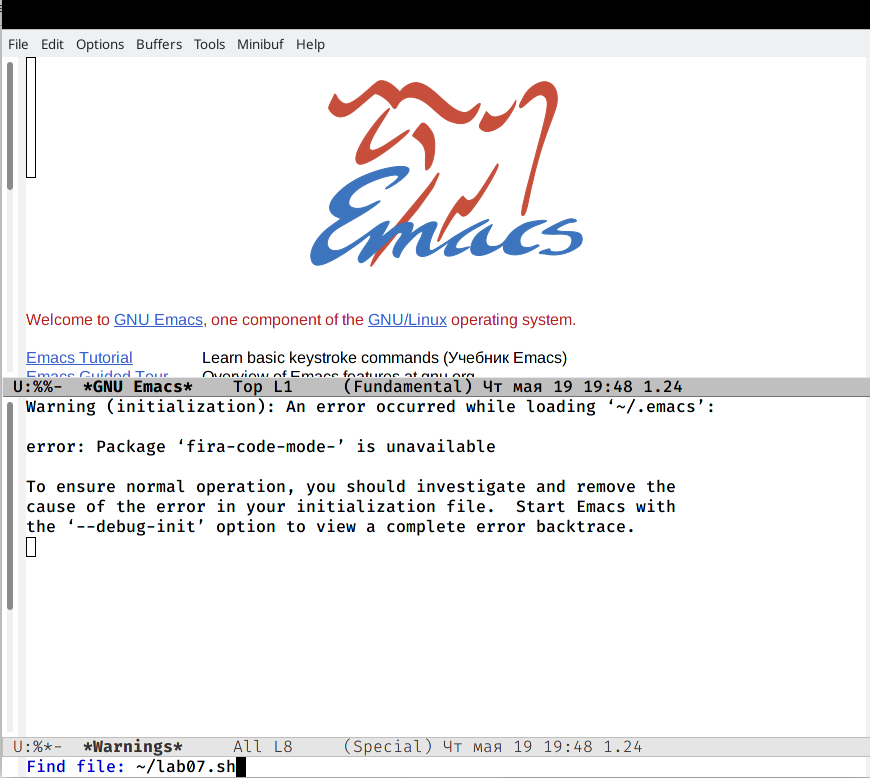 File Edit Options Buffers Tools Minibuf Help
Emacs
Welcome to GNU Emacs, one component of the GNU/Linux operating system.
Emacs Tutorial Learn basic keystroke commands (Учебник Emacs)
Emacs Guided Tour Overview of Emacs features at gnu.org
U:%%- *GNU Emacs* Top L1 (Fundamental) Чт мая 19 19:48 1.24
Warning (initialization): An error occurred while loading ‘~/.emacs’:
error: Package ‘fira-code-mode-’ is unavailable
To ensure normal operation, you should investigate and remove the
cause of the error in your initialization file. Start Emacs with
the ‘--debug-init’ option to view a complete error backtrace.
U:%*- *Warnings* All L8 (Special) Чт мая 19 19:48 1.24
Find file: ~/lab07.sh